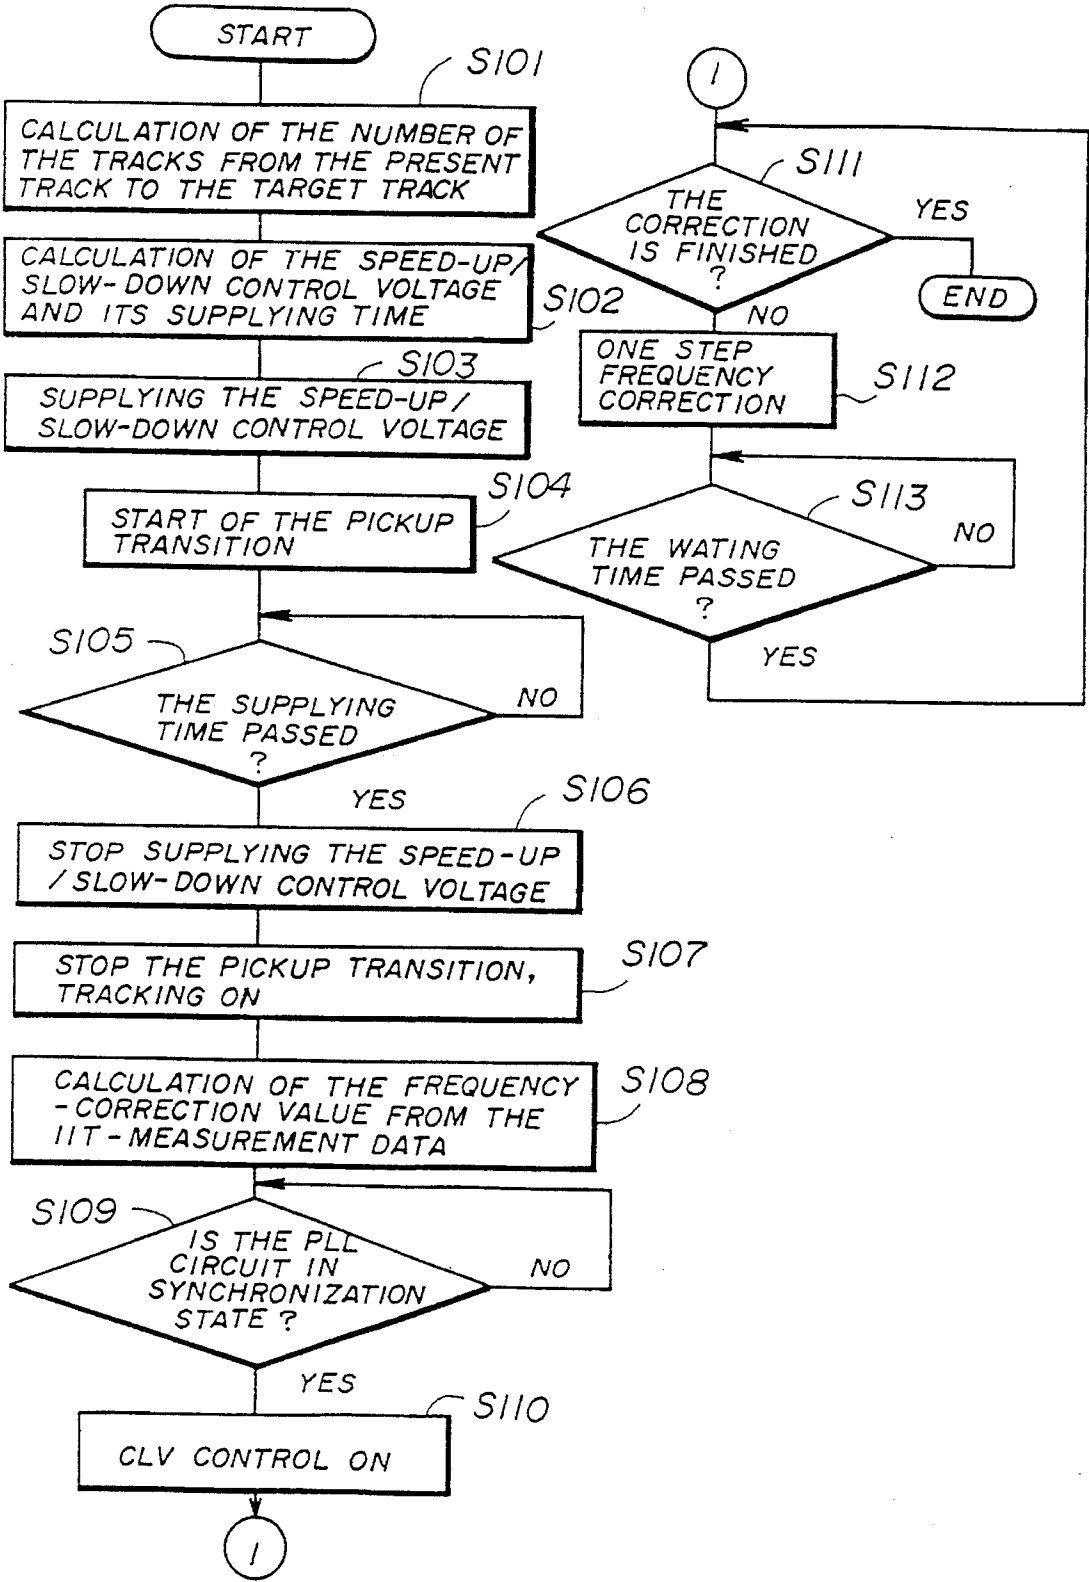 START
S101
CALCULATION OF THE NUMBER OF
THE TRACKS FROM THE PRESENT
TRACK TO THE TARGET TRACK
CALCULATION OF THE SPEED-UP/
SLOW-DOWN CONTROL VOLTAGE
AND ITS SUPPLYING TIME
S102
S103
SUPPLYING THE SPEED-UP/
SLOW-DOWN CONTROL VOLTAGE
S104
START OF THE PICKUP
TRANSITION
S105
THE SUPPLYING
TIME PASSED
?
NO
YES
S106
STOP SUPPLYING THE SPEED-UP
/SLOW-DOWN CONTROL VOLTAGE
S107
STOP THE PICKUP TRANSITION,
TRACKING ON
S108
CALCULATION OF THE FREQUENCY
-CORRECTION VALUE FROM THE
11T-MEASUREMENT DATA
S109
IS THE PLL
CIRCUIT IN
SYNCHRONIZATION
STATE ?
NO
YES
S110
CLV CONTROL ON
1
1
S111
THE
CORRECTION
IS FINISHED
?
YES
END
NO
ONE STEP
FREQUENCY
CORRECTION
S112
S113
THE WATING
TIME PASSED
?
NO
YES